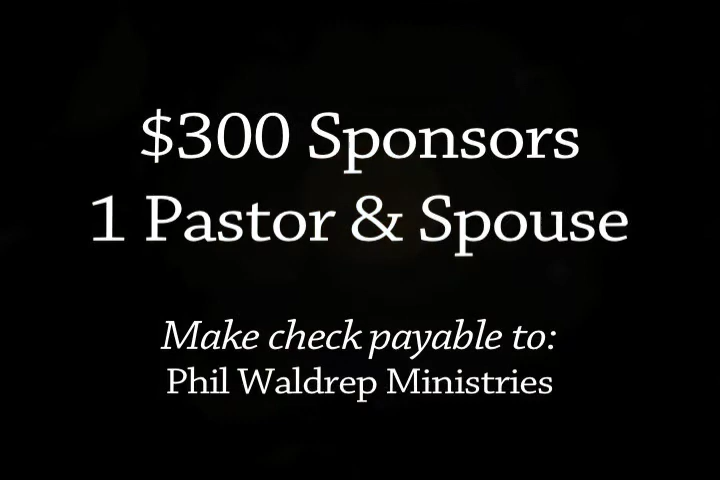 $300 Sponsors
1 Pastor & Spouse
Make check payable to:
Phil Waldrep Ministries